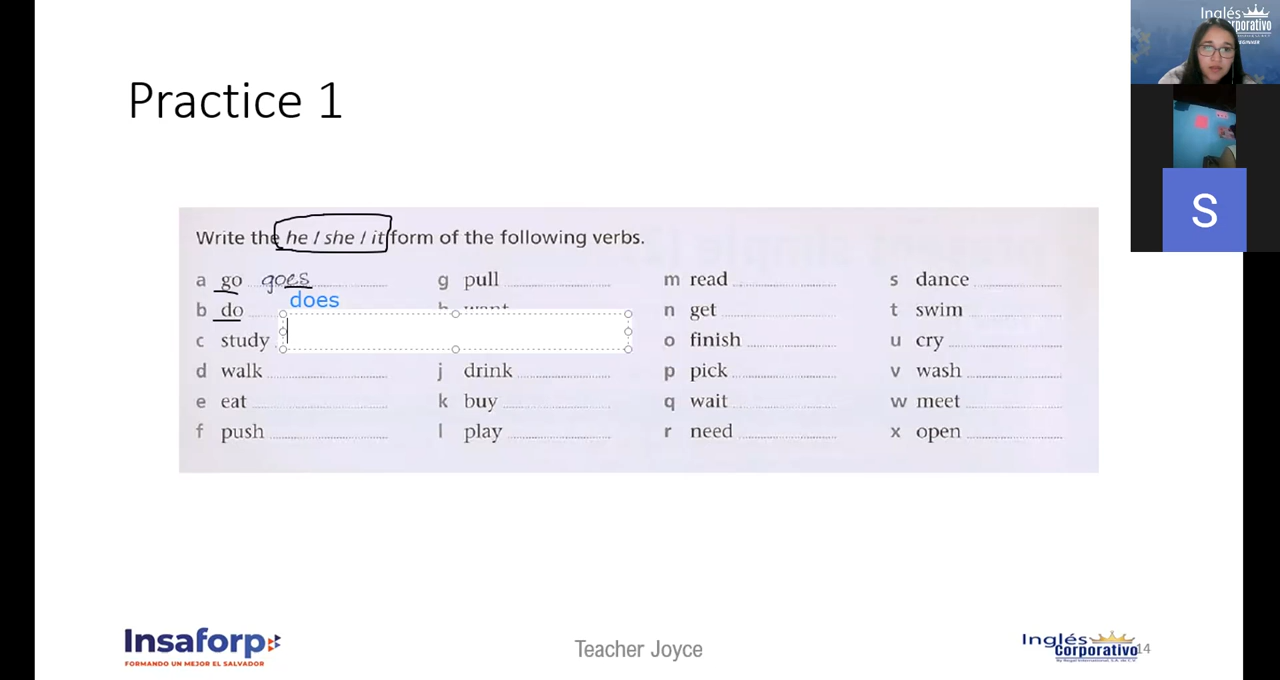 Inglés
Corporativo
BEGINNER
Practice 1
S
Write the he / she / it form of the following verbs.
a go goes g pull m read s dance
does
b do h want n get t swim
c study o finish u cry
d walk j drink p pick v wash
e eat k buy q wait w meet
f push l play r need x open
Insaforp
FORMANDO UN MEJOR EL SALVADOR
Teacher Joyce
Inglés
Corporativo
14